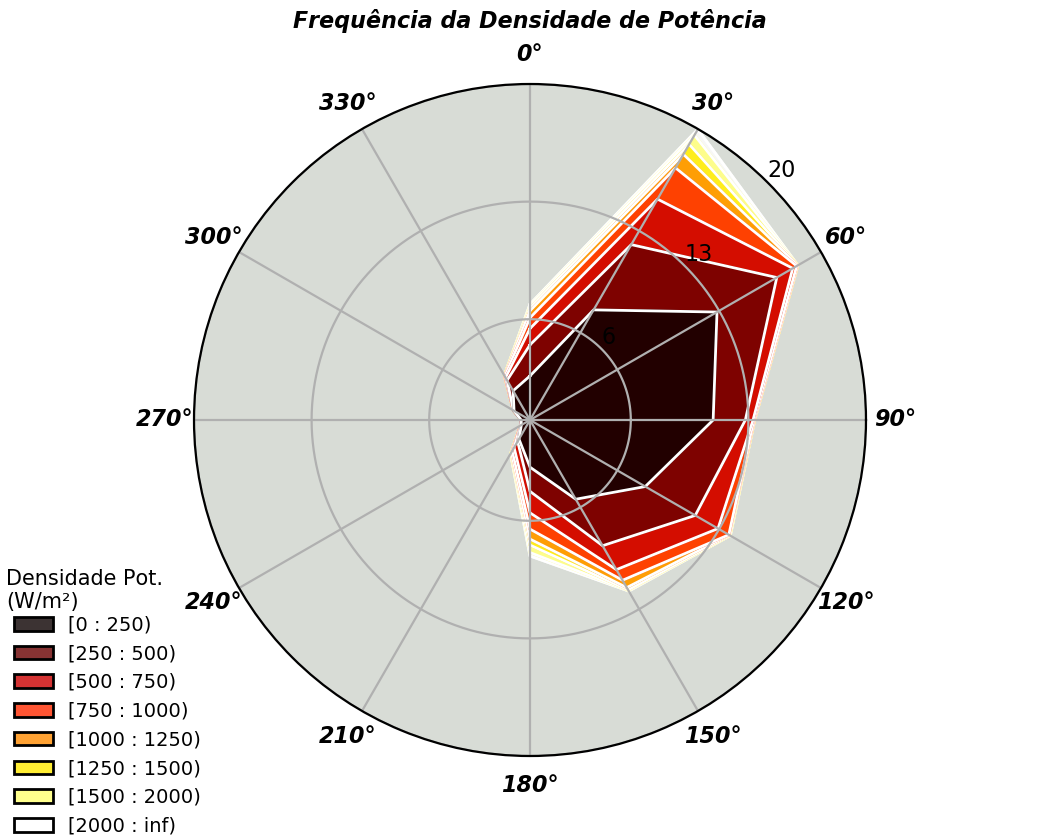 Frequência da Densidade de Potência
0°
330°
30°
20
300°
60°
13
6
270°
90°
240°
120°
210°
150°
180°
Densidade Pot.
(W/m²)
[0 : 250)
[250 : 500)
[500 : 750)
[750 : 1000)
[1000 : 1250)
[1250 : 1500)
[1500 : 2000)
[2000 : inf)